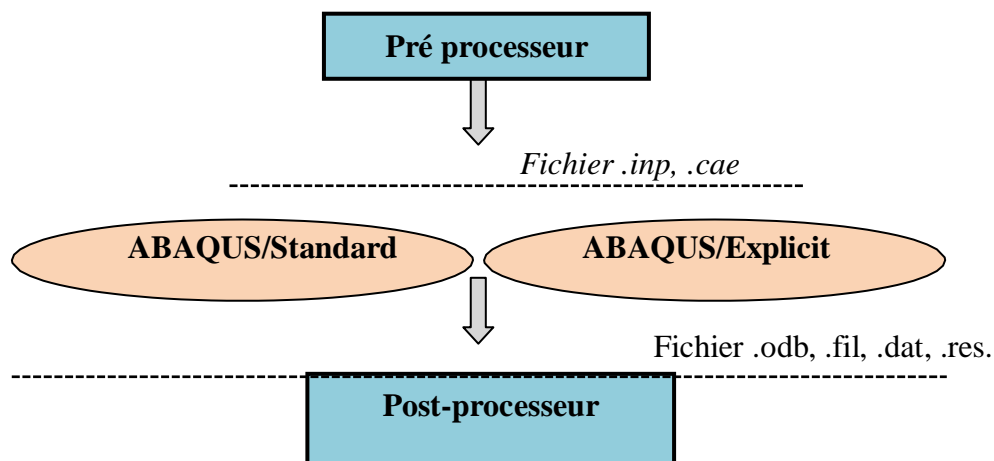 Pré processeur
Fichier .inp, .cae
ABAQUS/Standard
ABAQUS/Explicit
Fichier .odb, .fil, .dat, .res.
Post-processeur